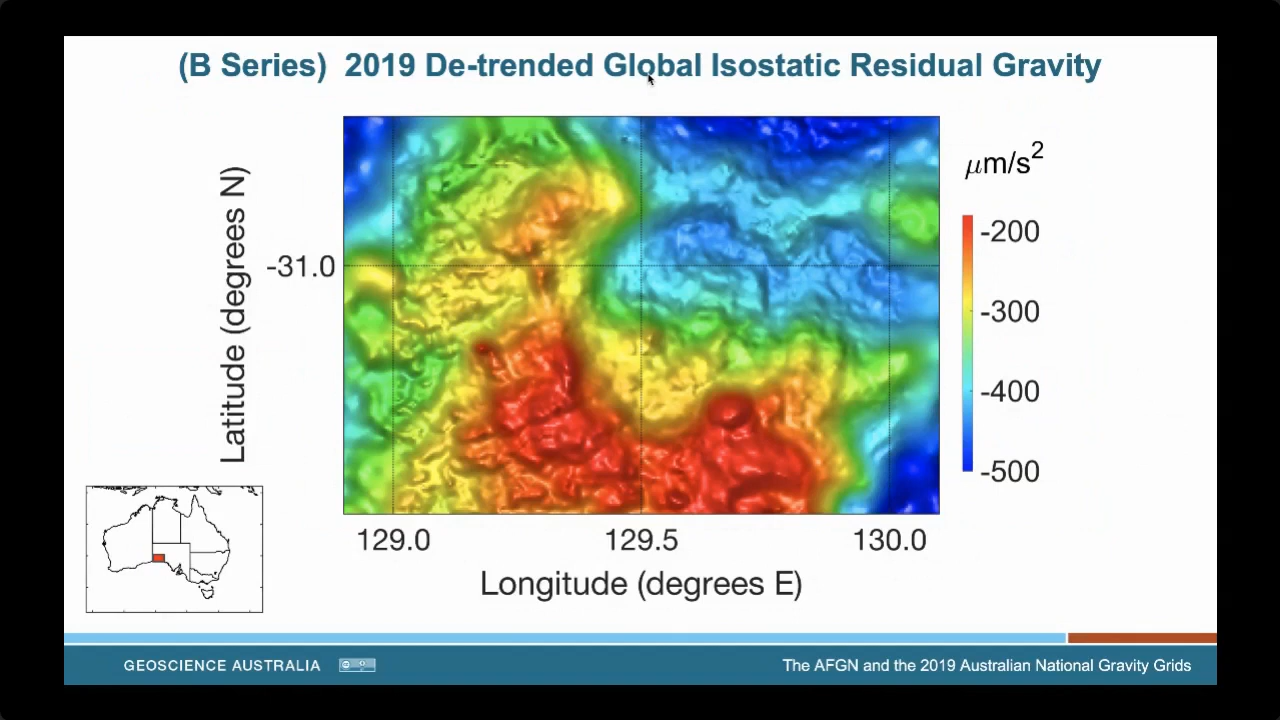 (B Series) 2019 De-trended Global Isostatic Residual Gravity
μm/s²
-200
-300
-400
-500
Latitude (degrees N)
-31.0
129.0 129.5 130.0
Longitude (degrees E)
GEOSCIENCE AUSTRALIA
The AFGN and the 2019 Australian National Gravity Grids